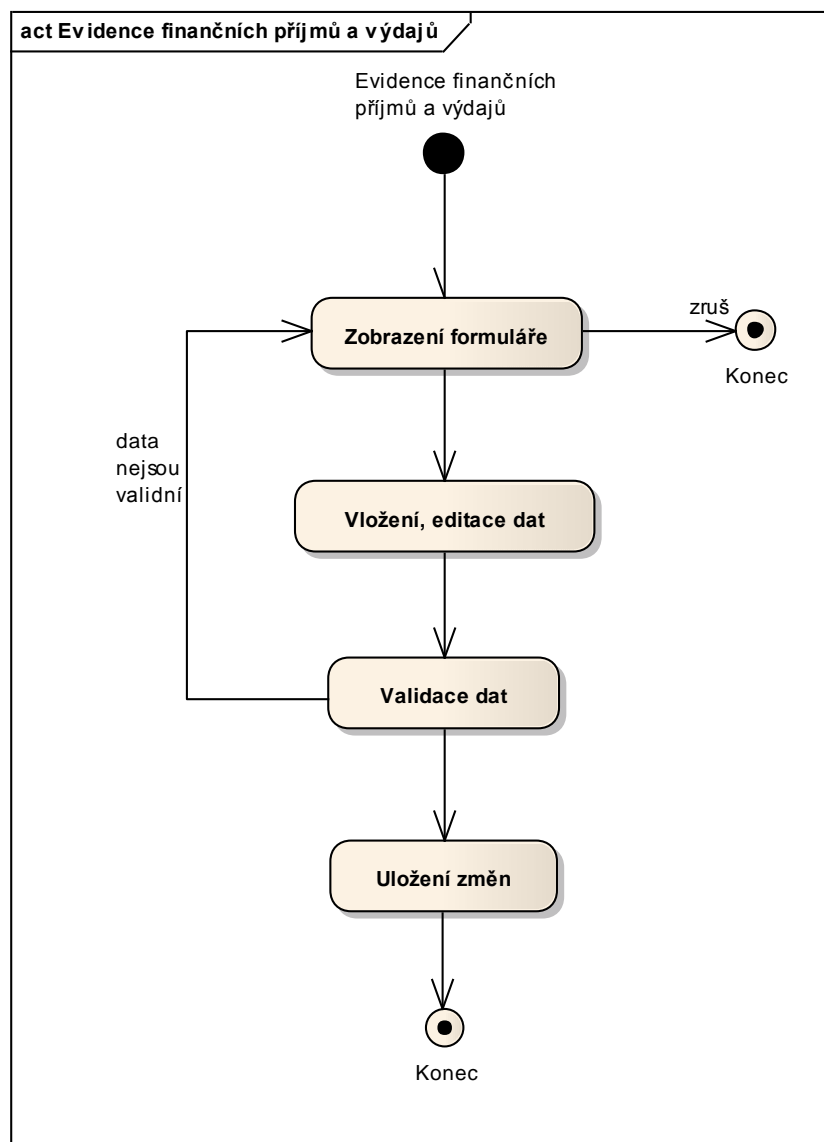 act Evidence finančních příjmů a výdajů
Evidence finančních
příjmů a výdajů
zruš
Zobrazení formuláře
Konec
data
nejsou
validní
Vložení, editace dat
Validace dat
Uložení změn
Konec